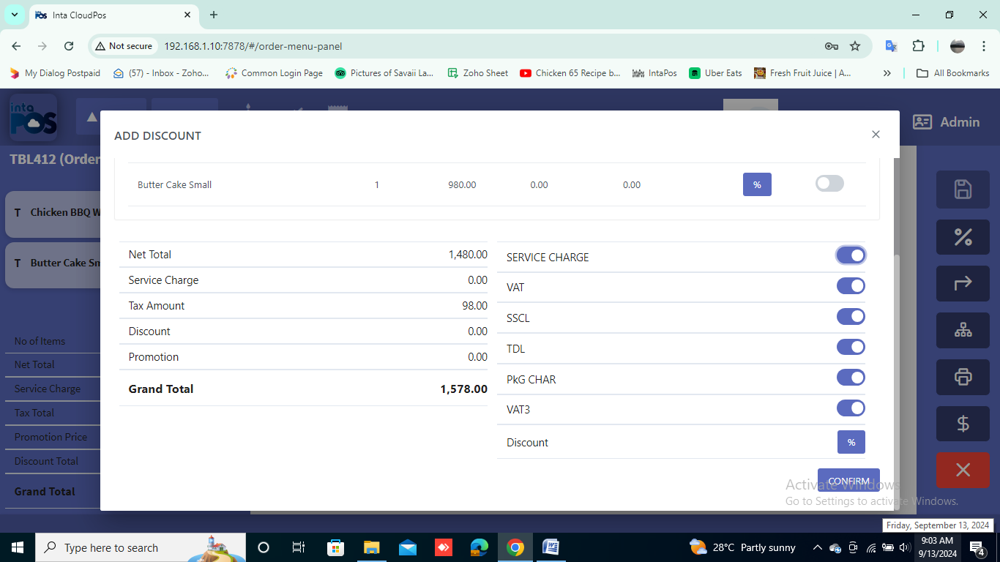 Inta CloudPos
Not secure
192.168.1.10:7878/#/order-menu-panel
My Dialog Postpaid
(57) - Inbox - Zoho...
Common Login Page
Pictures of Savaii La...
Zoho Sheet
Chicken 65 Recipe b...
IntaPos
Uber Eats
Fresh Fruit Juice | A...
All Bookmarks
inta
POS
Admin
TBL412 (Order
T Chicken BBQ W
T Butter Cake Sm
No of Items
Net Total
Service Charge
Tax Total
Promotion Price
Discount Total
Grand Total
ADD DISCOUNT
Butter Cake Small 1 980.00 0.00 0.00 %
Net Total 1,480.00
Service Charge 0.00
Tax Amount 98.00
Discount 0.00
Promotion 0.00
Grand Total 1,578.00
SERVICE CHARGE
VAT
SSCL
TDL
PkG CHAR
VAT3
Discount %
CONFIRM
Activate Windows
Go to Settings to activate Windows.
Friday, September 13, 2024
Type here to search
28°C Partly sunny
9:03 AM
9/13/2024
4